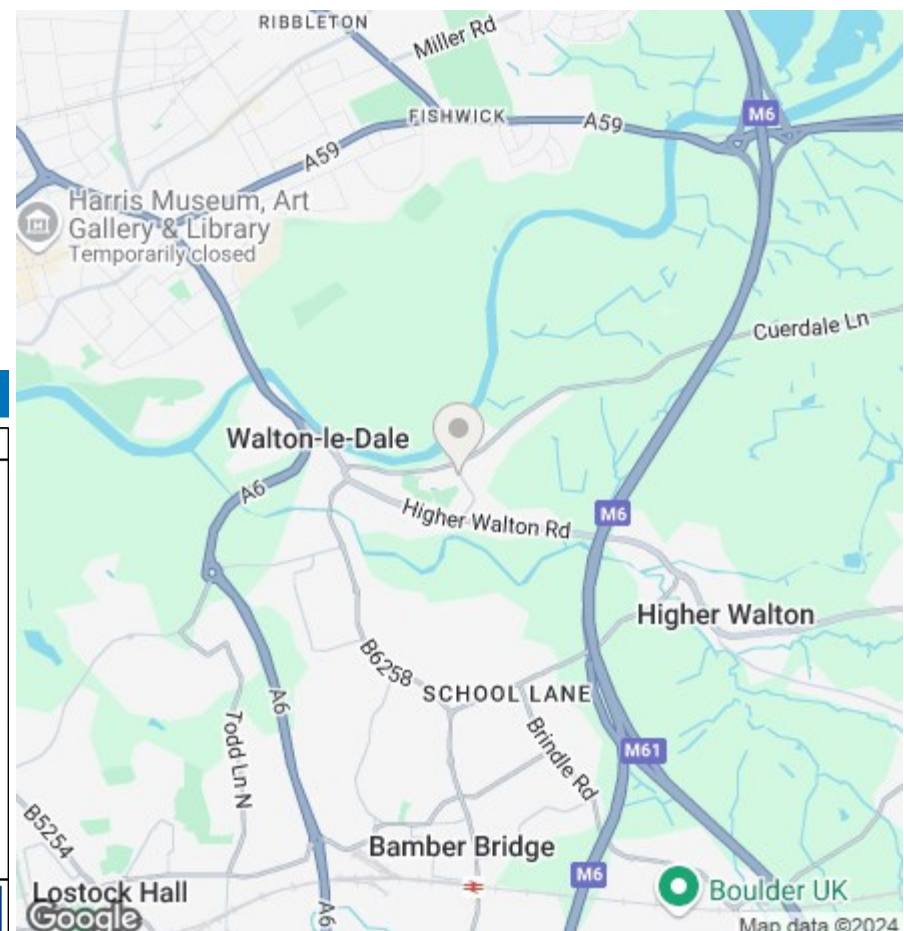 RIBBLETON
Miller Rd
M6
FISHWICK
A59
A59
Harris Museum, Art
Gallery & Library
Temporarily closed
Cuerdale Ln
Walton-le-Dale
A6
Higher Walton Rd
M6
Higher Walton
B6258
SCHOOL LANE
A6
Todd Ln N
Brindle Rd
M61
B5254
Bamber Bridge
M6
Lostock Hall
A6
Boulder UK
Google
Map data ©2024